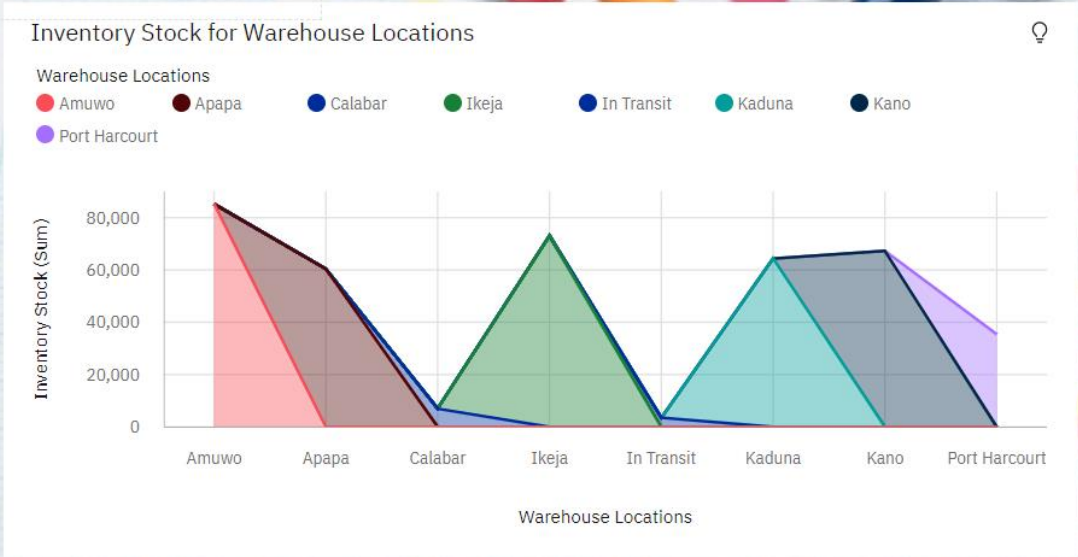 Inventory Stock for Warehouse Locations
Warehouse Locations
Amuwo Apapa Calabar Ikeja In Transit Kaduna Kano
Port Harcourt
Inventory Stock (Sum)
80,000
60,000
40,000
20,000
0
Amuwo Apapa Calabar Ikeja In Transit Kaduna Kano Port Harcourt
Warehouse Locations